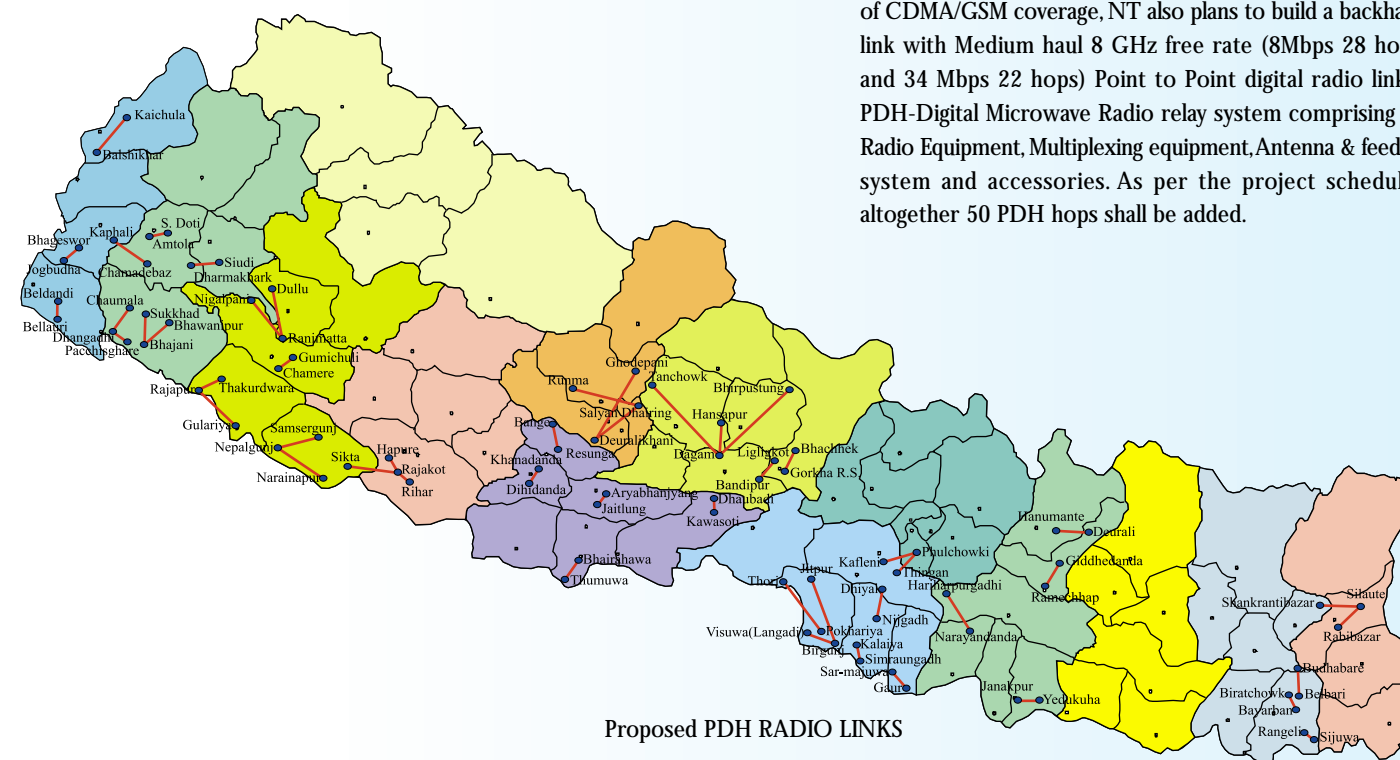 of CDMA/GSM coverage, NT also plans to build a backha
link with Medium haul 8 GHz free rate (8Mbps 28 ho
and 34 Mbps 22 hops) Point to Point digital radio link
PDH-Digital Microwave Radio relay system comprising
Radio Equipment, Multiplexing equipment, Antenna & feed
system and accessories. As per the project schedul
altogether 50 PDH hops shall be added.
Kaichula
Balshikhar
S. Doti
Kaphali
Bhageswor
Amtola
Jogbudha
Chamadebaz
Siudi
Dharmakhark
Dullu
Beldandi
Chaumala
Nigalpani
Sukkhad
Bellauri
Bhawanipur
Dhangadhi
Ranimatta
Pacchisghare
Bhajani
Gumichuli
Chamere
Ghodepani
Runma
Tanchowk
Rajapur
Thakurdwara
Bhirpustung
Salyan Dhairing
Hansapur
Gulariya
Samsergunj
Bange
Deuralikhani
Nepalgunj
Hapure
Resunga
Dagam
Ligligkot
Bhachhek
Sikta
Rajakot
Khanadanda
Gorkha R.S.
Narainapur
Rihar
Dihidanda
Bandipur
Aryabhanjyang
Dhaubadi
Jaitlung
Kawasoti
Hanumante
Deurali
Bhairahawa
Kafleni
Phulchowki
Giddhedanda
Thumuwa
Thori
Jitpur
Thingan
Dhiyal
Hariharpurgadhi
Ramechhap
Silaute
Shankrantibazar
Nijgadh
Visuwa(Langadi)
Pokhariya
Narayandanda
Rabibazar
Birgunj
Kalaiya
Simraungadh
Sar-majuwa
Budhabare
Gaur
Janakpur
Yedukuha
Biratchowk
Belbari
Bayarban
Rangeli
Sijuwa
Proposed PDH RADIO LINKS